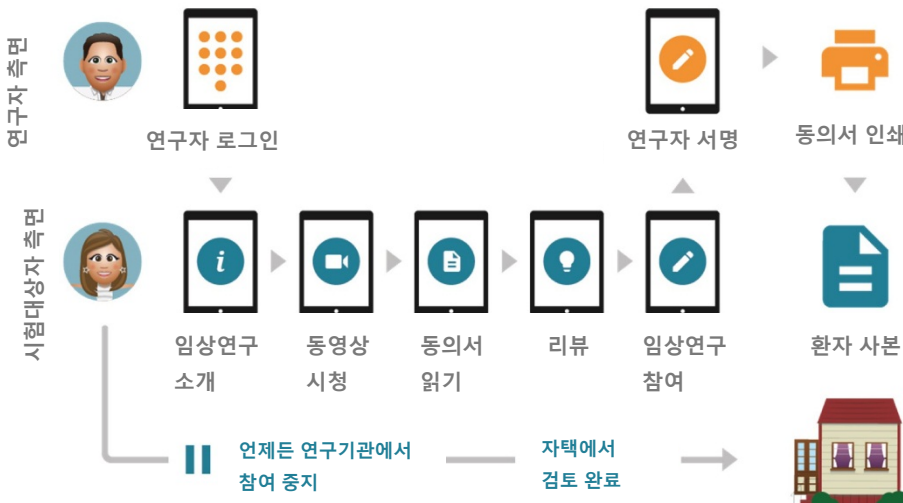 연구자 측면
연구자 로그인
연구자 서명
동의서 인쇄
시험대상자 측면
임상연구
소개
동영상
시청
동의서
읽기
리뷰
임상연구
참여
환자 사본
언제든 연구기관에서
참여 중지
자택에서
검토 완료